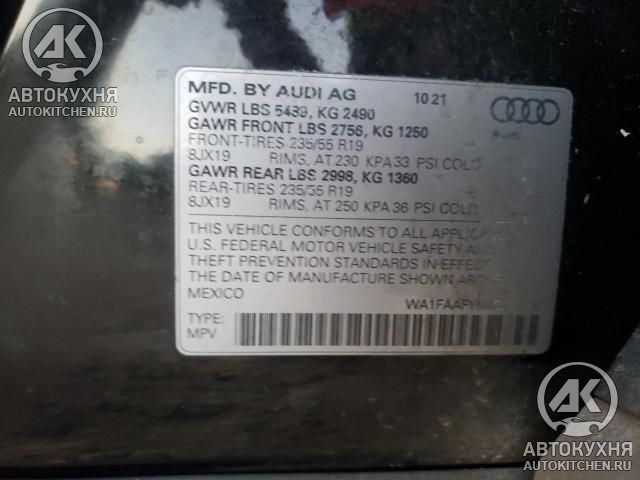 АК
АВТОКУХНЯ
AUTOKITCHEN.RU
MFD. BY AUDI AG 10 21
GVWR LBS 5489, KG 2490
GAWR FRONT LBS 2756, KG 1250
FRONT-TIRES 235/55 R19
8JX19 RIMS, AT 230 KPA 33 PSI COLD
GAWR REAR LBS 2998, KG 1360
REAR-TIRES 235/55 R19
8JX19 RIMS, AT 250 KPA 36 PSI COLD
Audi
THIS VEHICLE CONFORMS TO ALL
U.S. FEDERAL MOTOR VEHICLE SAFETY
THEFT PREVENTION STANDARDS IN EFFECT
THE DATE OF MANUFACTURE SHOWN
MEXICO
TYPE:
MPV
АК
АВТОКУХНЯ
AUTOKITCHEN.RU